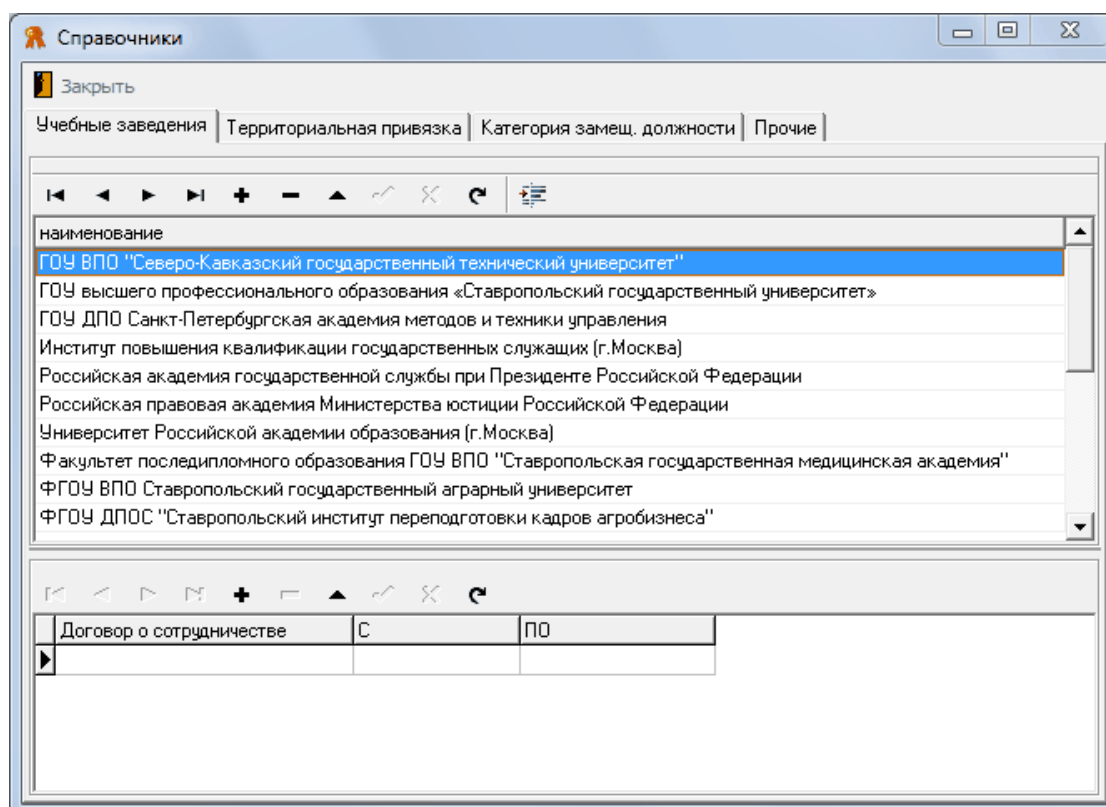 Справочники
Закрыть
Учебные заведения Территориальная привязка Категория замещ. должности Прочие
наименование
ГОУ ВПО "Северо-Кавказский государственный технический университет"
ГОУ высшего профессионального образования «Ставропольский государственный университет»
ГОУ ДПО Санкт-Петербургская академия методов и техники управления
Институт повышения квалификации государственных служащих (г.Москва)
Российская академия государственной службы при Президенте Российской Федерации
Российская правовая академия Министерства юстиции Российской Федерации
Университет Российской академии образования (г.Москва)
Факультет последипломного образования ГОУ ВПО "Ставропольская государственная медицинская академия"
ФГОУ ВПО Ставропольский государственный аграрный университет
ФГОУ ДПОС "Ставропольский институт переподготовки кадров агробизнеса"
Договор о сотрудничестве С ПО